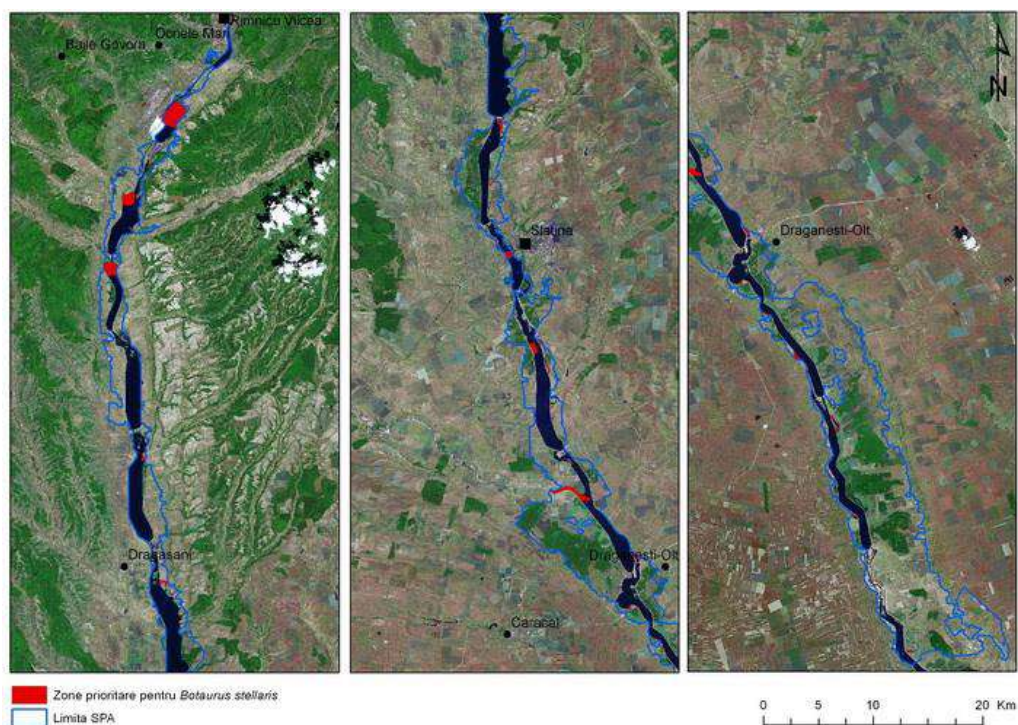 Rimnicu Vilcea
Ocnele Mari
Baile Govora
Dragasani
Slatina
Draganesti-Olt
Caracal
Draganesti-Olt
N
Zone prioritare pentru Botaurus stellaris
Limita SPA
0 5 10 20 Km